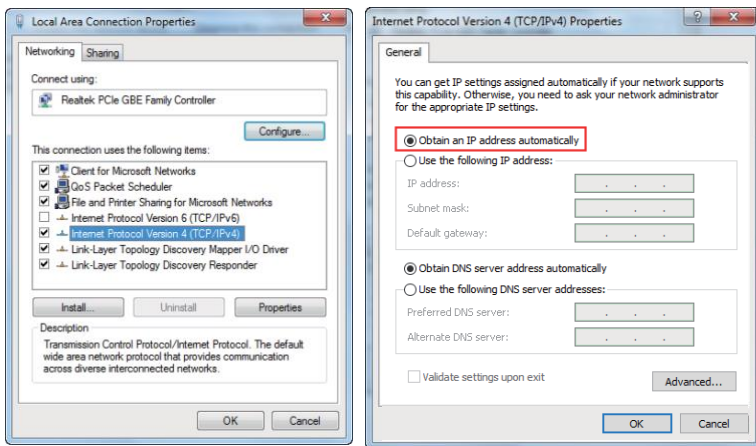 Local Area Connection Properties
Networking
Sharing
Connect using:
Realtek PCIe GBE Family Controller
Configure...
This connection uses the following items:
Client for Microsoft Networks
QoS Packet Scheduler
File and Printer Sharing for Microsoft Networks
Internet Protocol Version 6 (TCP/IPv6)
Internet Protocol Version 4 (TCP/IPv4)
Link-Layer Topology Discovery Mapper I/O Driver
Link-Layer Topology Discovery Responder
Install...
Uninstall
Properties
Description
Transmission Control Protocol/Internet Protocol. The default
wide area network protocol that provides communication
across diverse interconnected networks.
OK
Cancel
Internet Protocol Version 4 (TCP/IPv4) Properties
General
You can get IP settings assigned automatically if your network supports
this capability. Otherwise, you need to ask your network administrator
for the appropriate IP settings.
Obtain an IP address automatically
Use the following IP address:
IP address:
Subnet mask:
Default gateway:
Obtain DNS server address automatically
Use the following DNS server addresses:
Preferred DNS server:
Alternate DNS server:
Validate settings upon exit
Advanced...
OK
Cancel